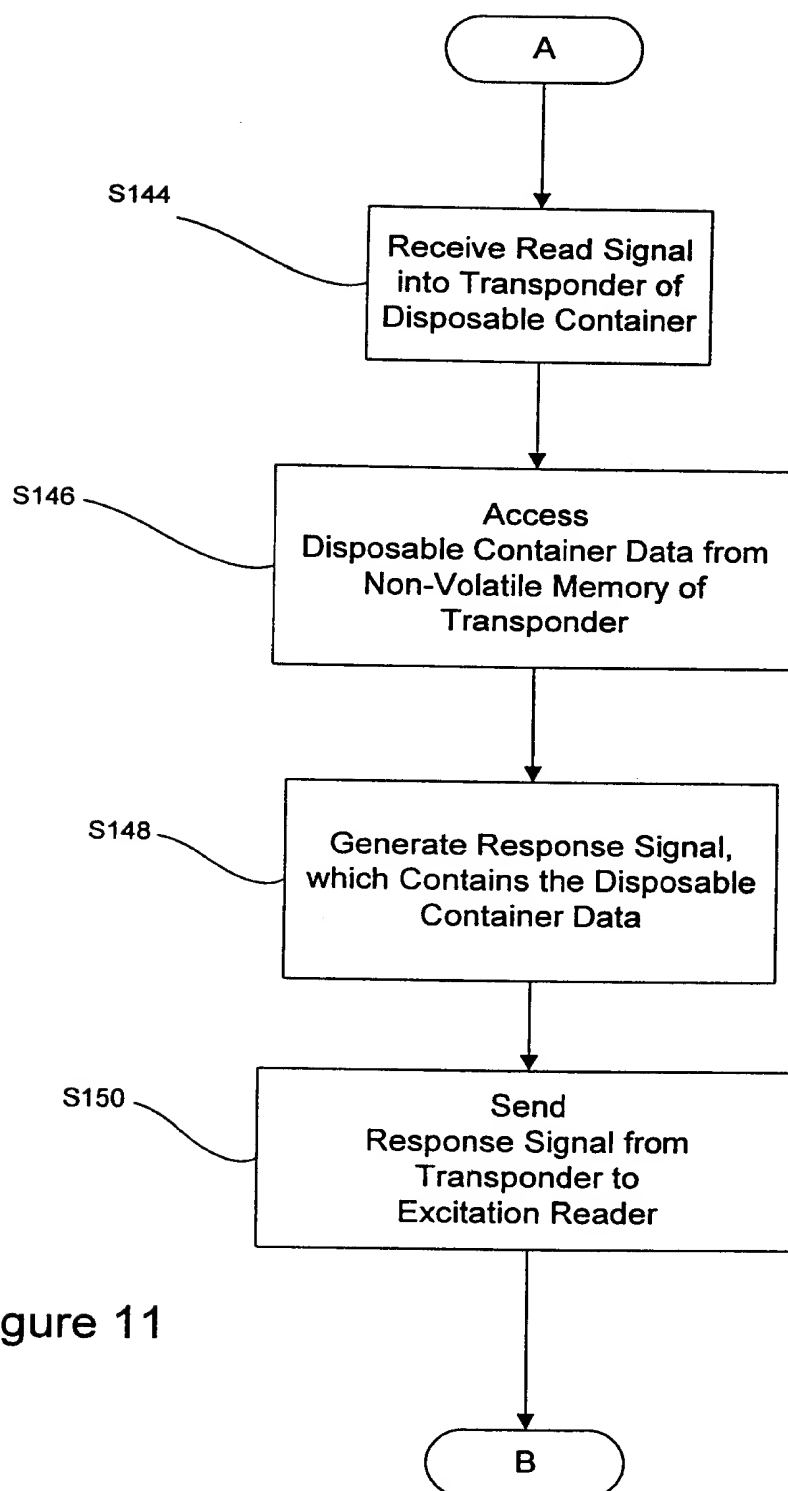 A
S144
Receive Read Signal
into Transponder of
Disposable Container
S146
Access
Disposable Container Data from
Non-Volatile Memory of
Transponder
S148
Generate Response Signal,
which Contains the Disposable
Container Data
S150
Send
Response Signal from
Transponder to
Excitation Reader
gure 11
B